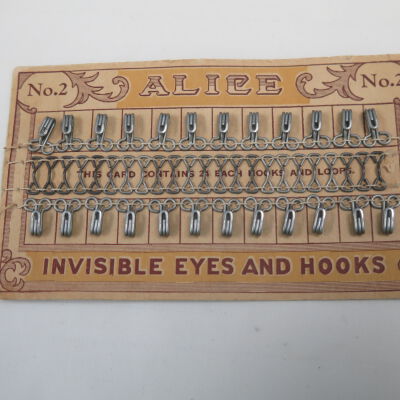 No.2 ALICE No.2
THIS CARD CONTAINS 24 EACH HOOKS AND LOOPS.
INVISIBLE EYES AND HOOKS